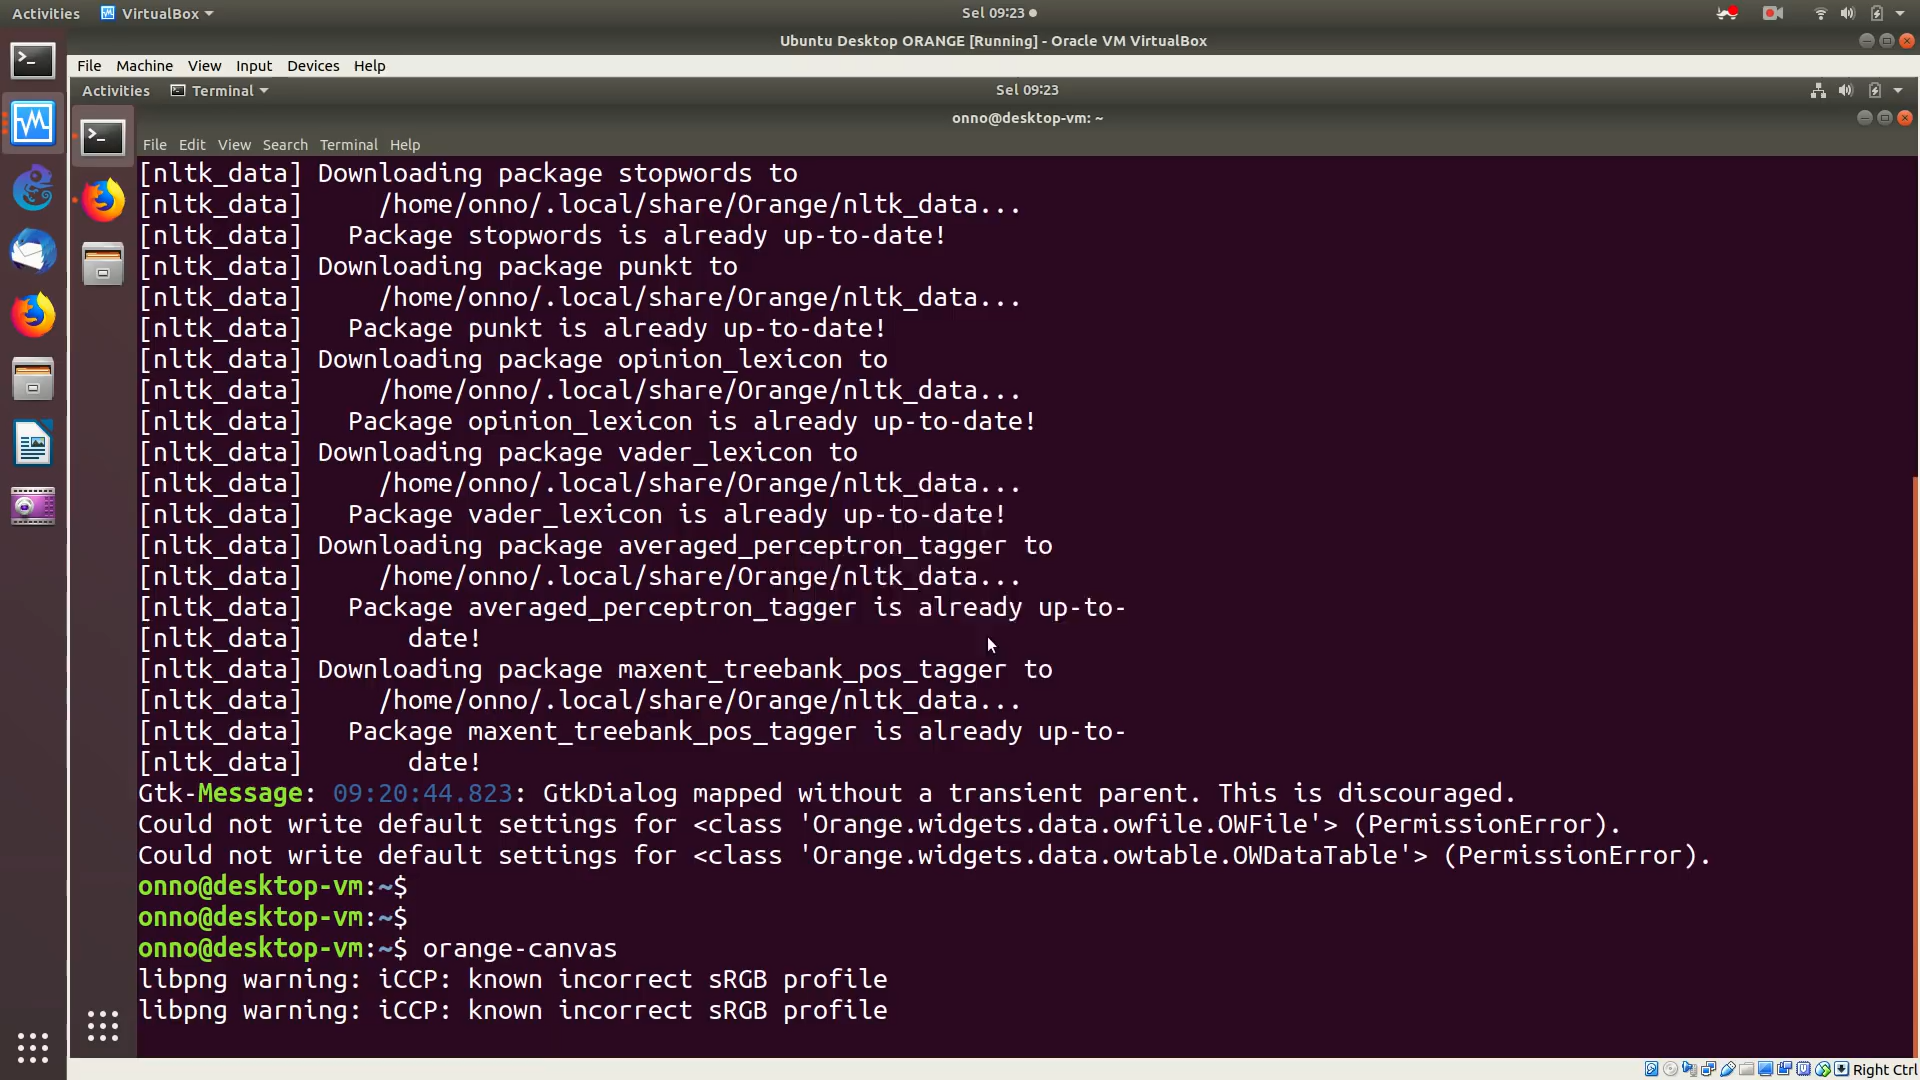 Activities VirtualBox Sel 09:23
Ubuntu Desktop ORANGE [Running] - Oracle VM VirtualBox
File Machine View Input Devices Help
Activities Terminal Sel 09:23
onno@desktop-vm: ~
File Edit View Search Terminal Help
[nltk_data] Downloading package stopwords to
[nltk_data]     /home/onno/.local/share/Orange/nltk_data...
[nltk_data]   Package stopwords is already up-to-date!
[nltk_data] Downloading package punkt to
[nltk_data]     /home/onno/.local/share/Orange/nltk_data...
[nltk_data]   Package punkt is already up-to-date!
[nltk_data] Downloading package opinion_lexicon to
[nltk_data]     /home/onno/.local/share/Orange/nltk_data...
[nltk_data]   Package opinion_lexicon is already up-to-date!
[nltk_data] Downloading package vader_lexicon to
[nltk_data]     /home/onno/.local/share/Orange/nltk_data...
[nltk_data]   Package vader_lexicon is already up-to-date!
[nltk_data] Downloading package averaged_perceptron_tagger to
[nltk_data]     /home/onno/.local/share/Orange/nltk_data...
[nltk_data]   Package averaged_perceptron_tagger is already up-to-
[nltk_data]       date!
[nltk_data] Downloading package maxent_treebank_pos_tagger to
[nltk_data]     /home/onno/.local/share/Orange/nltk_data...
[nltk_data]   Package maxent_treebank_pos_tagger is already up-to-
[nltk_data]       date!
Gtk-Message: 09:20:44.823: GtkDialog mapped without a transient parent. This is discouraged.
Could not write default settings for <class 'Orange.widgets.data.owfile.OWFile'> (PermissionError).
Could not write default settings for <class 'Orange.widgets.data.owtable.OWDataTable'> (PermissionError).
onno@desktop-vm:~$
onno@desktop-vm:~$
onno@desktop-vm:~$ orange-canvas
libpng warning: iCCP: known incorrect sRGB profile
libpng warning: iCCP: known incorrect sRGB profile
Right Ctrl